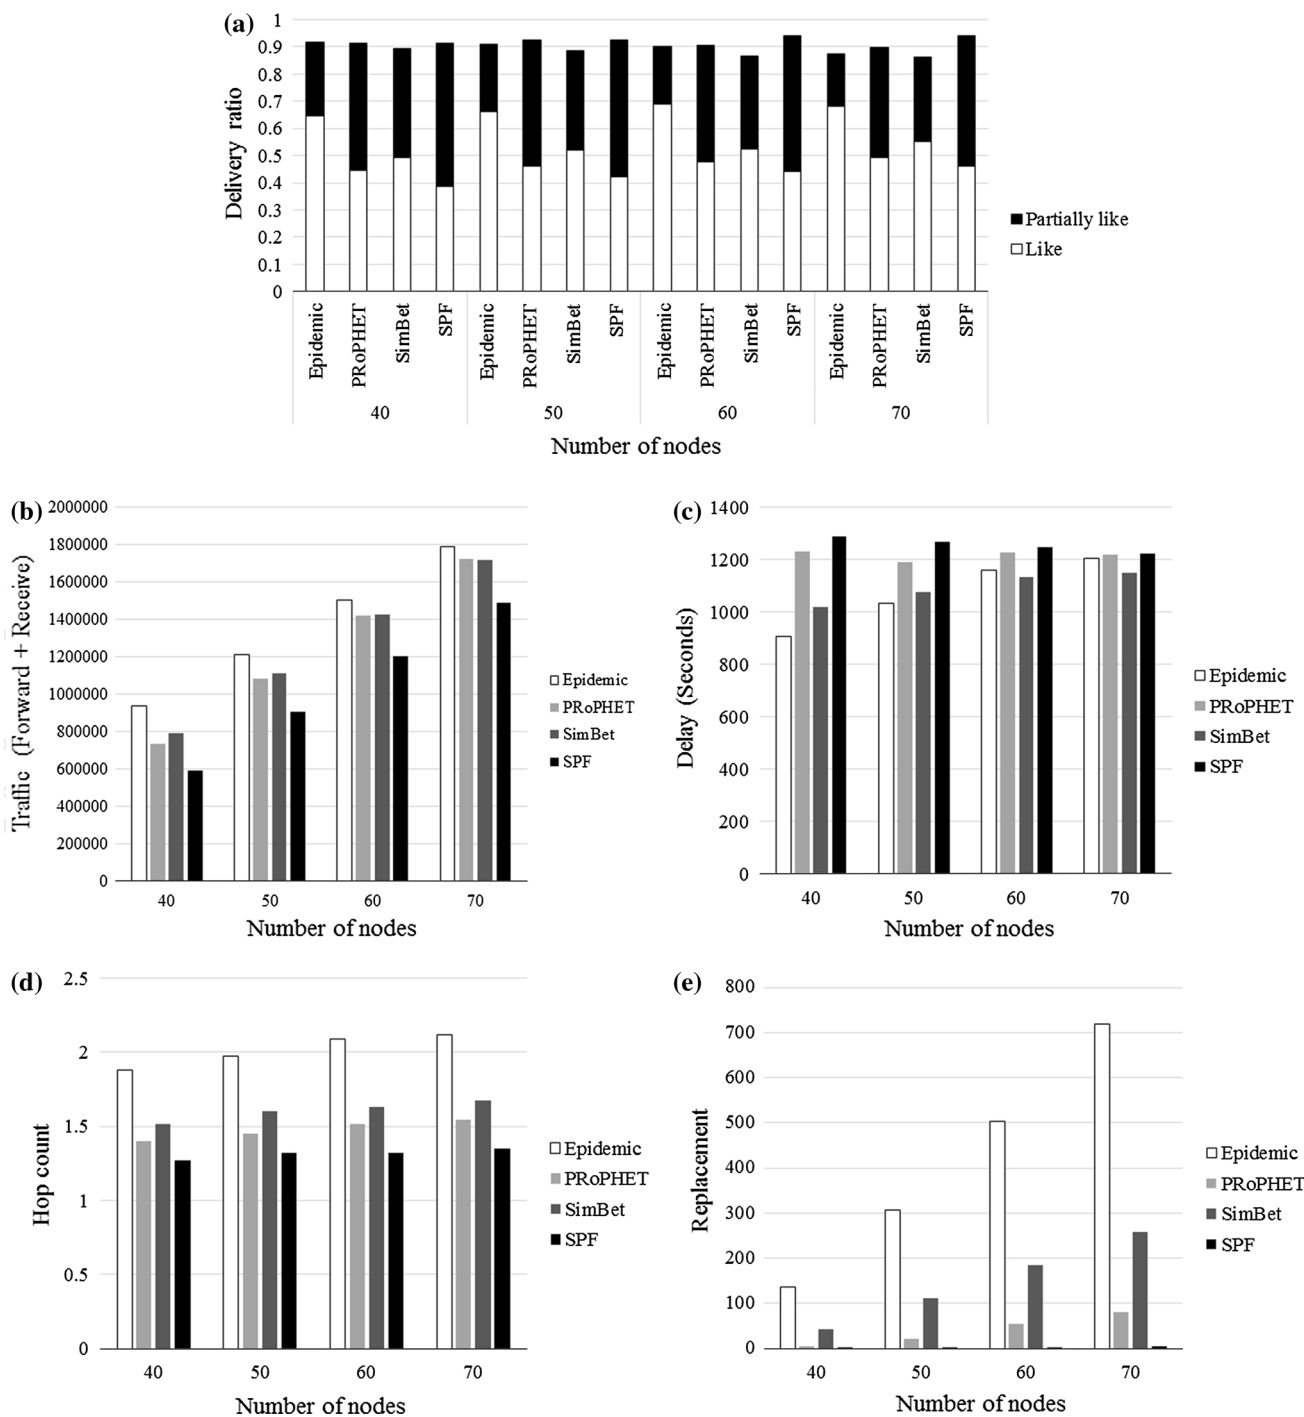 (a)
Delivery ratio
1
0.9
0.8
0.7
0.6
0.5
0.4
0.3
0.2
0.1
0
Epidemic PRoPHET SimBet SPF Epidemic PRoPHET SimBet SPF Epidemic PRoPHET SimBet SPF Epidemic PRoPHET SimBet SPF
40 50 60 70
Number of nodes
Partially like
Like
(b)
Traffic (Forward + Receive)
2000000
1800000
1600000
1400000
1200000
1000000
800000
600000
400000
200000
0
40 50 60 70
Number of nodes
Epidemic
PRoPHET
SimBet
SPF
(c)
Delay (Seconds)
1400
1200
1000
800
600
400
200
0
40 50 60 70
Number of nodes
Epidemic
PRoPHET
SimBet
SPF
(d)
Hop count
2.5
2
1.5
1
0.5
0
40 50 60 70
Number of nodes
Epidemic
PRoPHET
SimBet
SPF
(e)
Replacement
800
700
600
500
400
300
200
100
0
40 50 60 70
Number of nodes
Epidemic
PRoPHET
SimBet
SPF